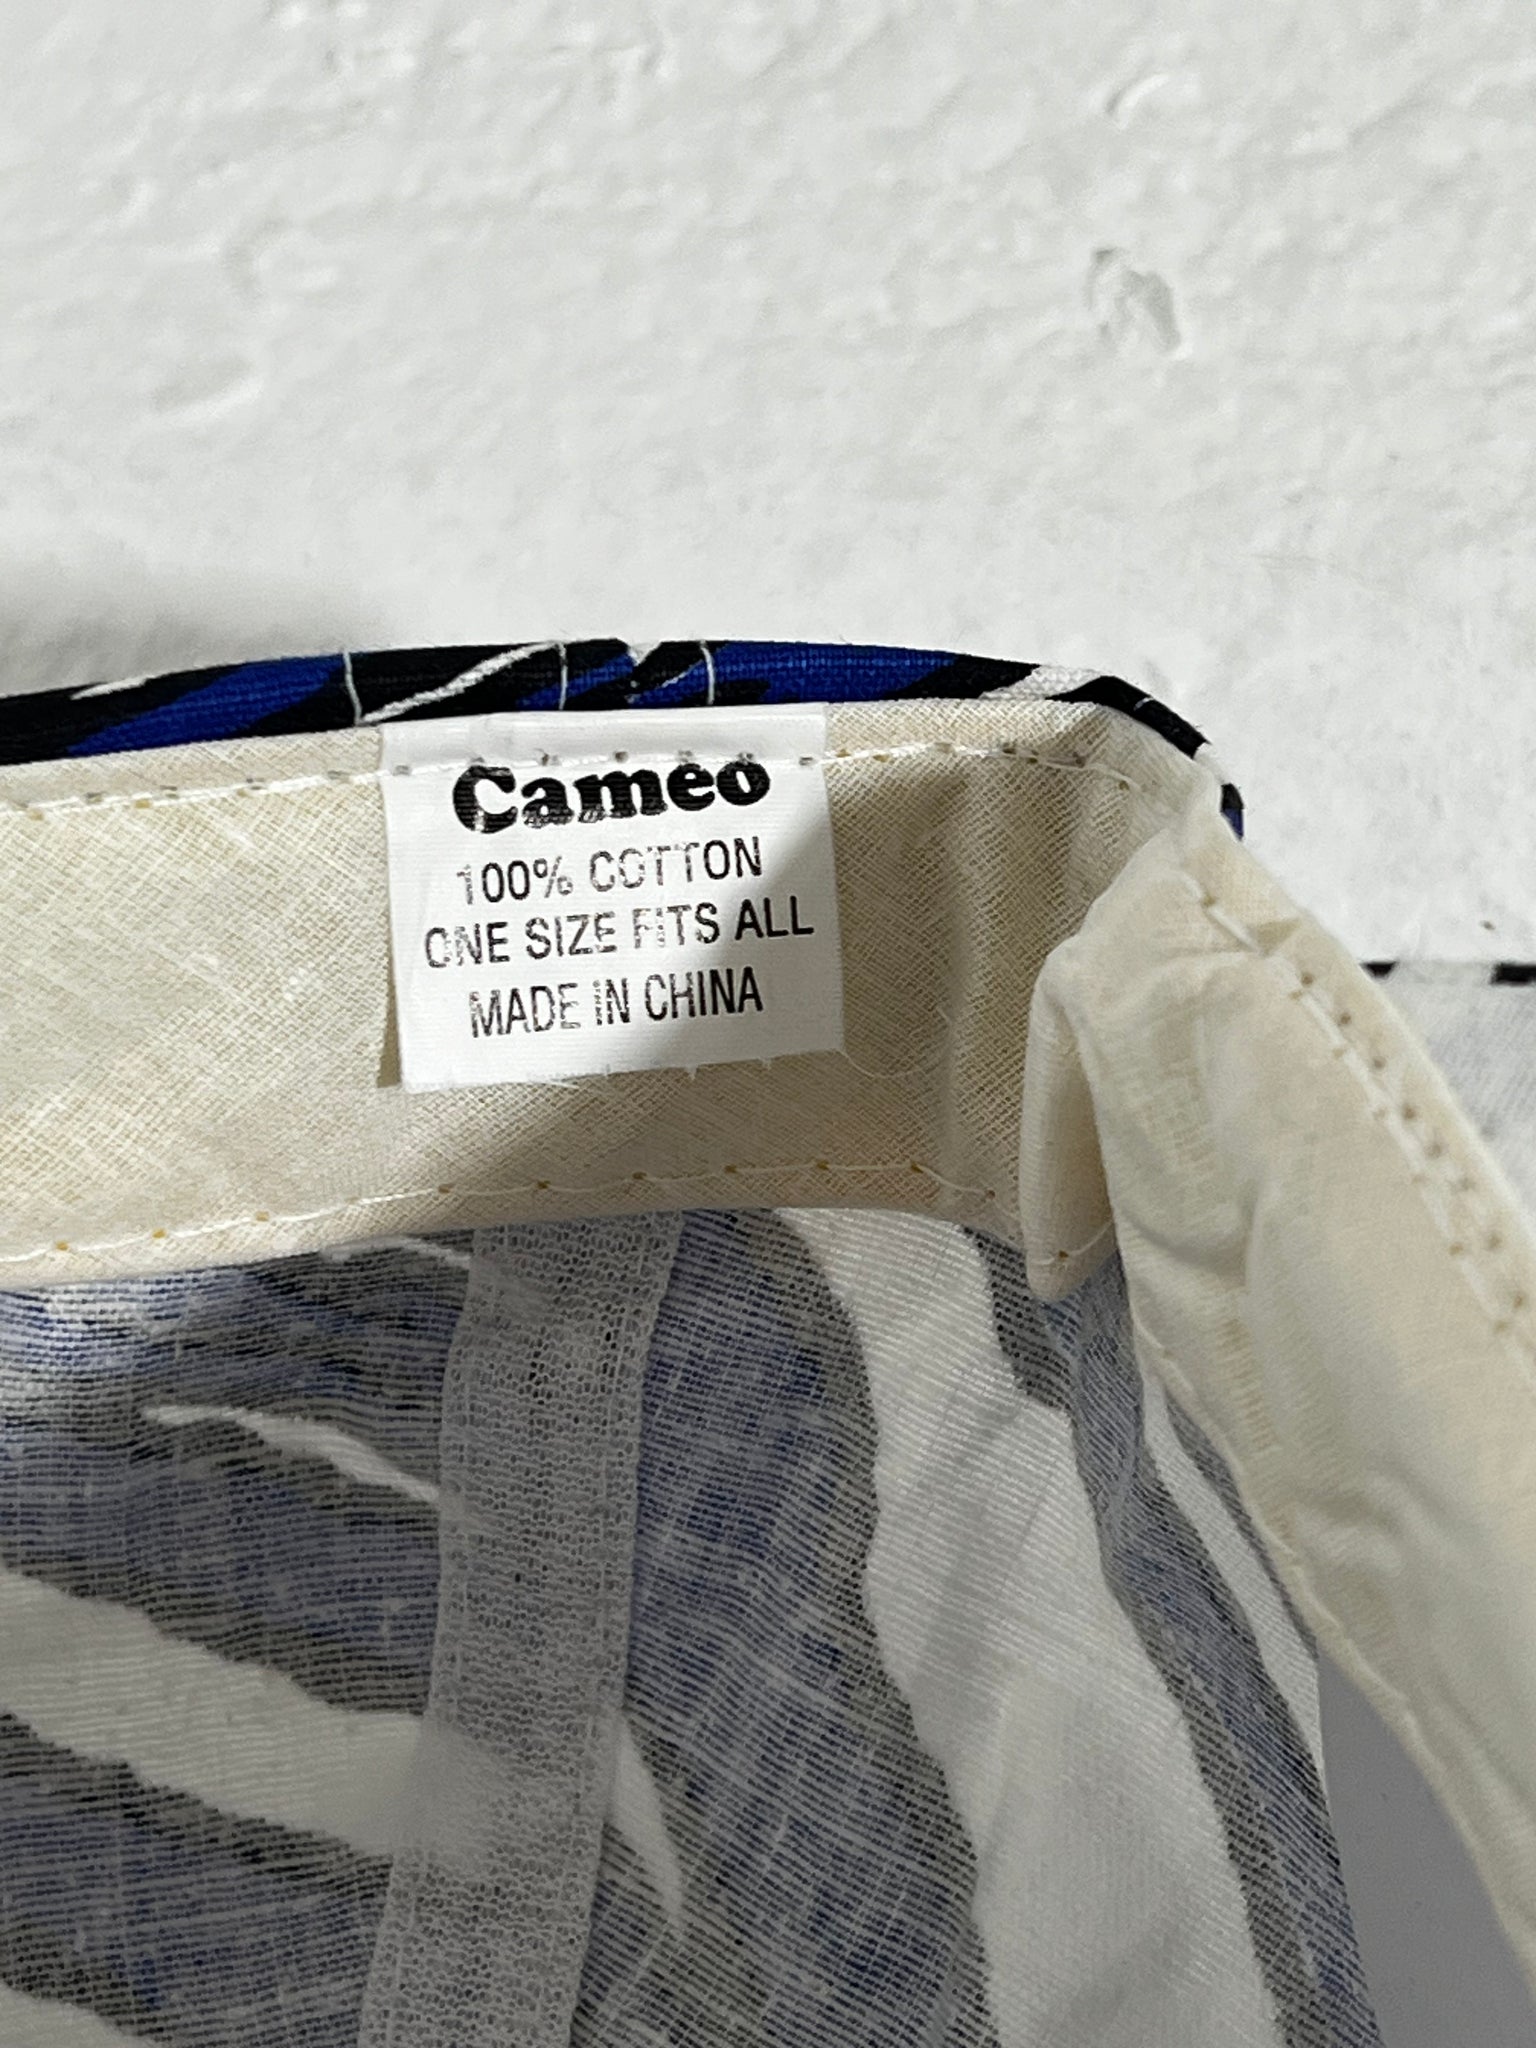 Cameo
100% COTTON
ONE SIZE FITS ALL
MADE IN CHINA